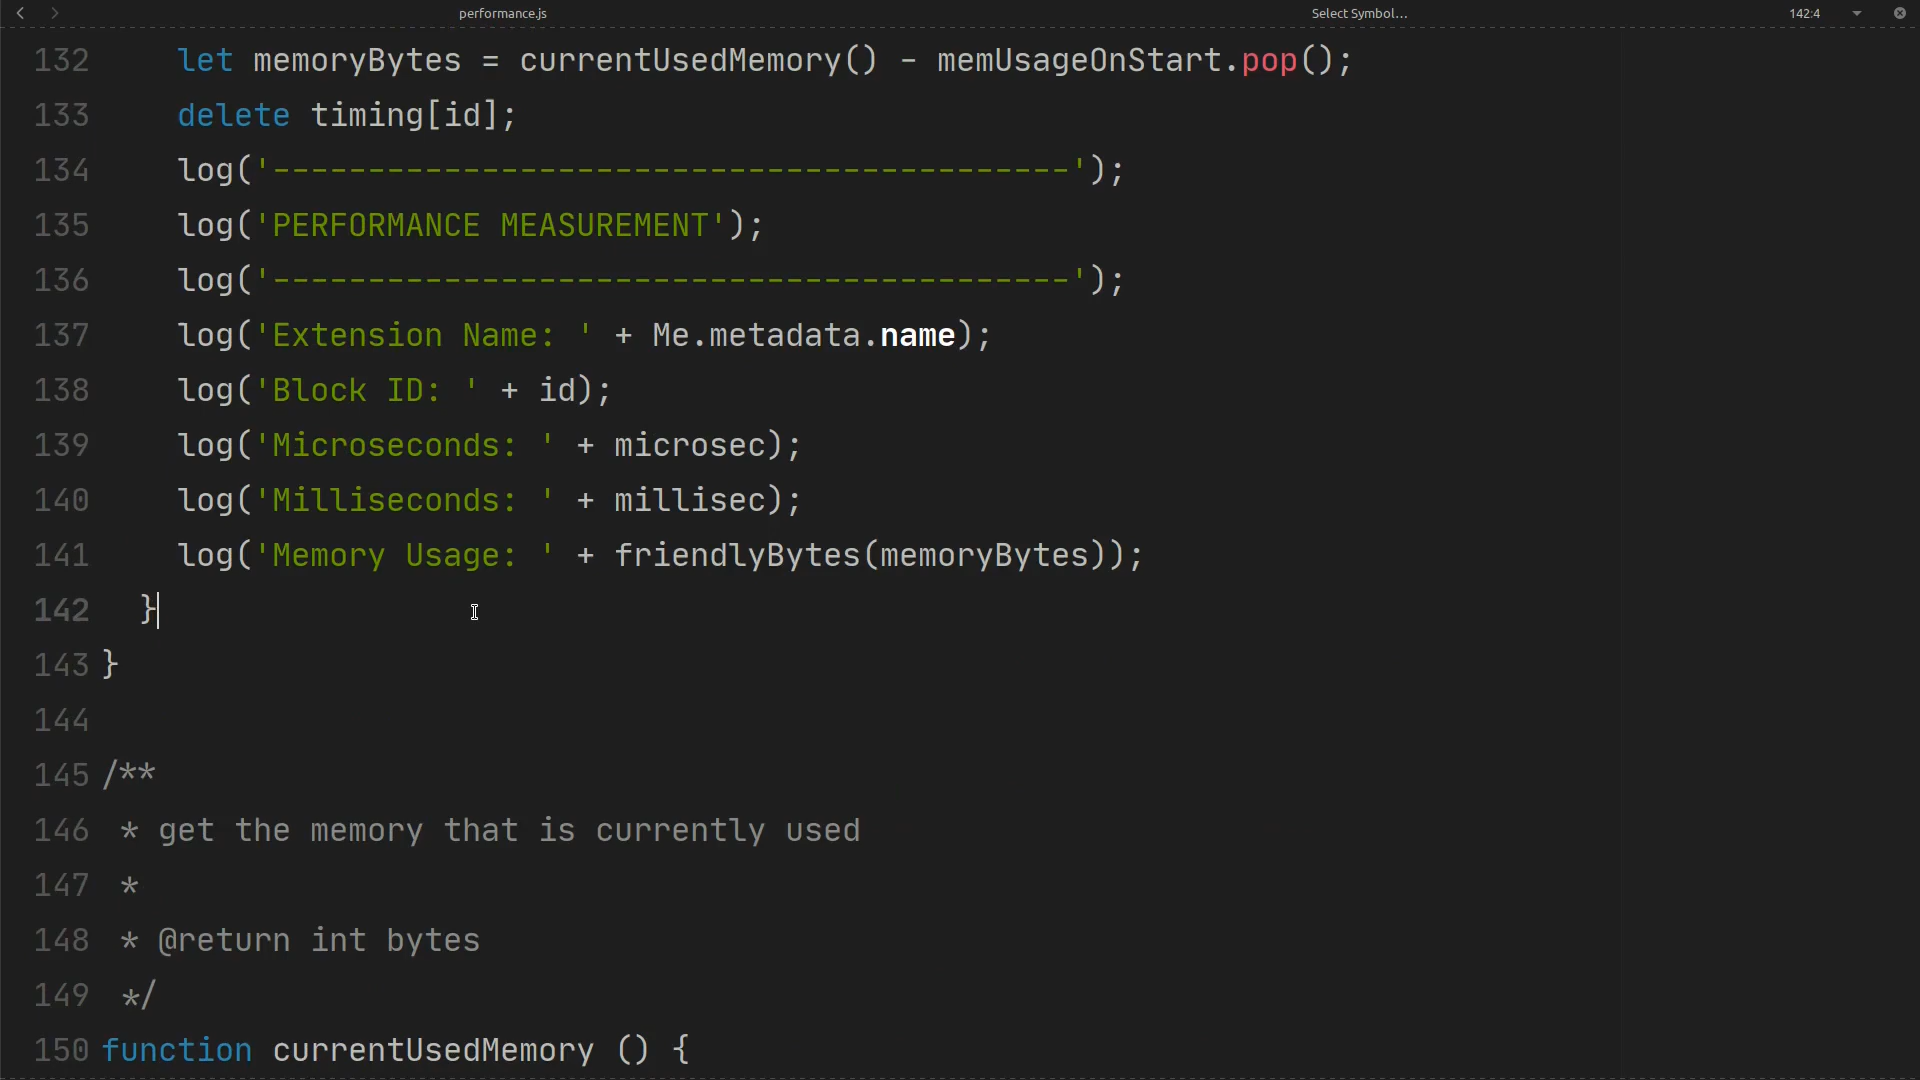 performance.js Select Symbol... 142:4
132 let memoryBytes = currentUsedMemory() - memUsageOnStart.pop();
133 delete timing[id];
134 log('------------------------------------------');
135 log('PERFORMANCE MEASUREMENT');
136 log('------------------------------------------');
137 log('Extension Name: ' + Me.metadata.name);
138 log('Block ID: ' + id);
139 log('Microseconds: ' + microsec);
140 log('Milliseconds: ' + millisec);
141 log('Memory Usage: ' + friendlyBytes(memoryBytes));
142 }
143 }
144
145 /**
146 * get the memory that is currently used
147 *
148 * @return int bytes
149 */
150 function currentUsedMemory () {